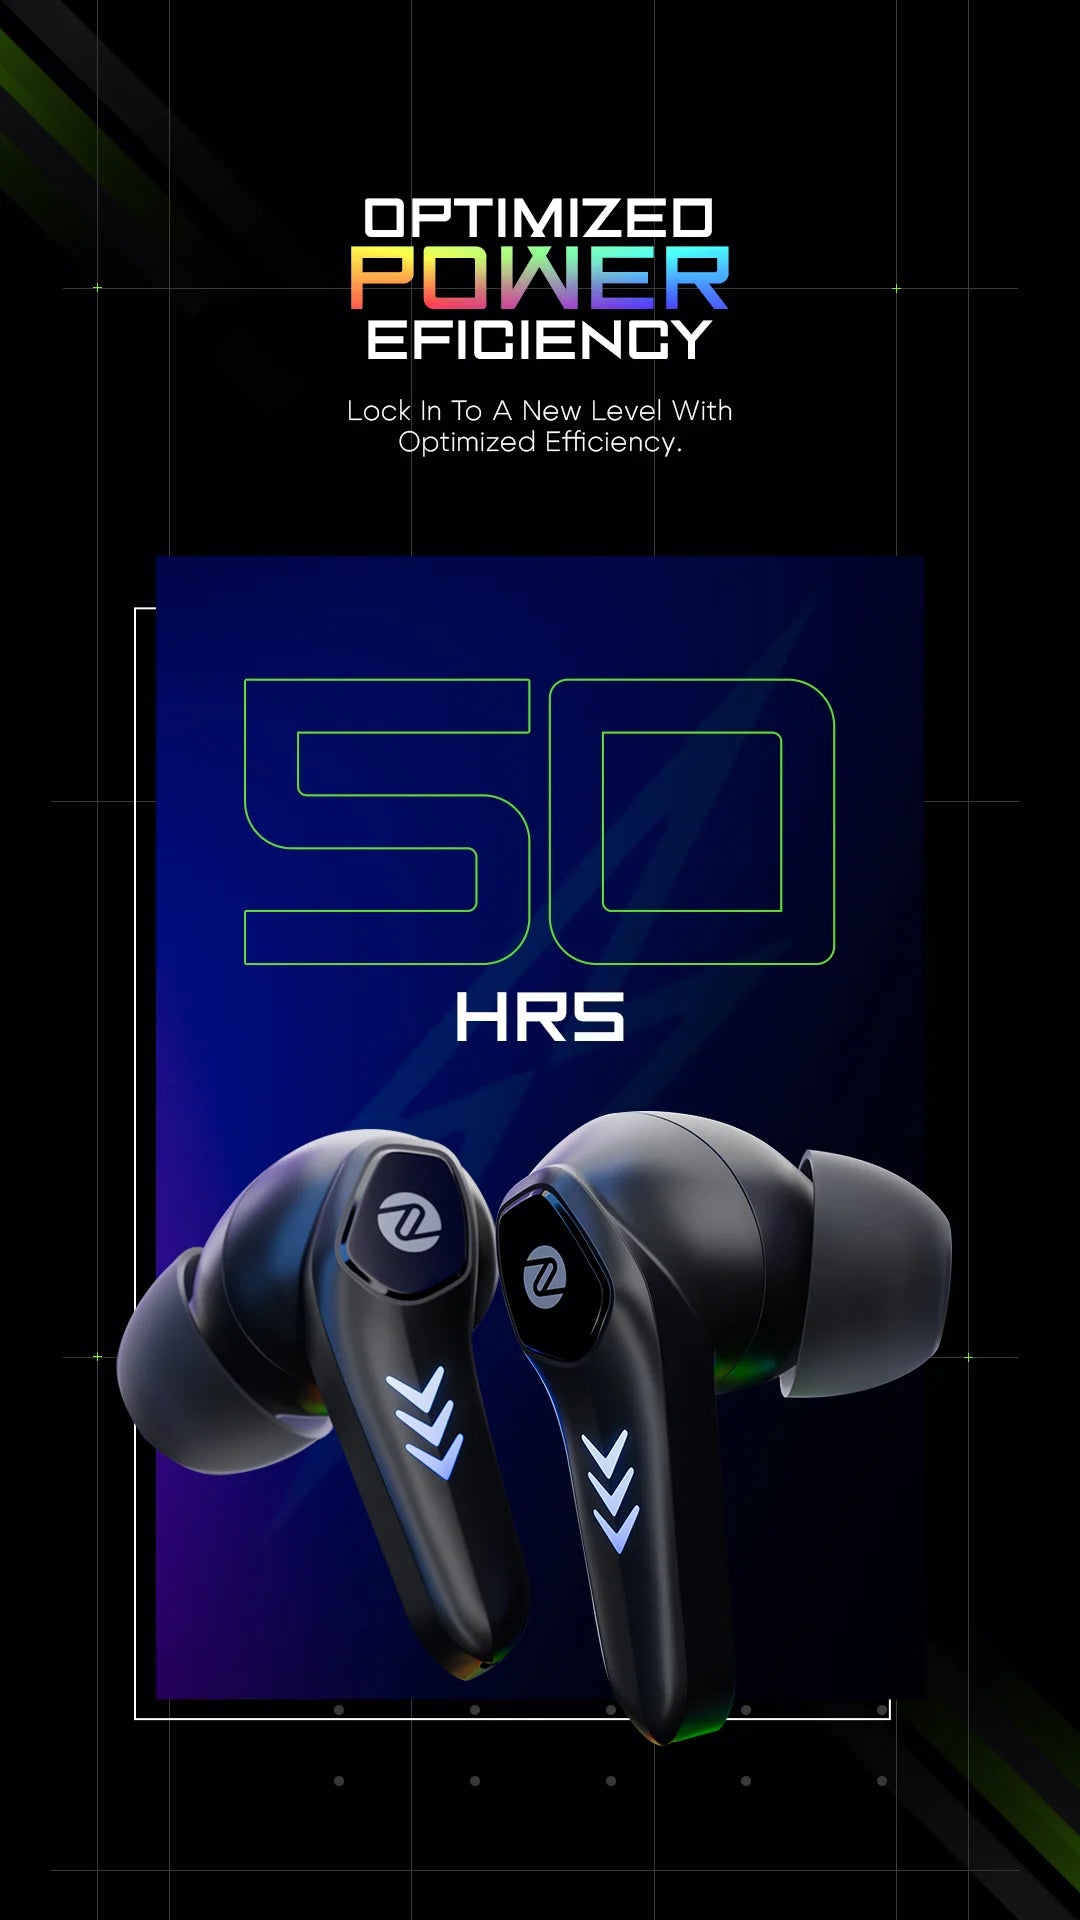 OPTIMIZED
POWER
EFICIENCY
Lock In To A New Level With
Optimized Efficiency.
50
HRS